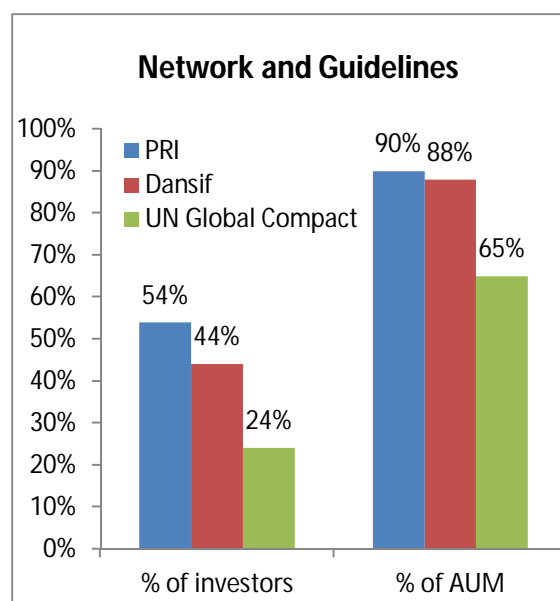 Network and Guidelines
100%
90%
80%
70%
60%
50%
40%
30%
20%
10%
0%
PRI
Dansif
UN Global Compact
54%
44%
24%
90%
88%
65%
% of investors
% of AUM